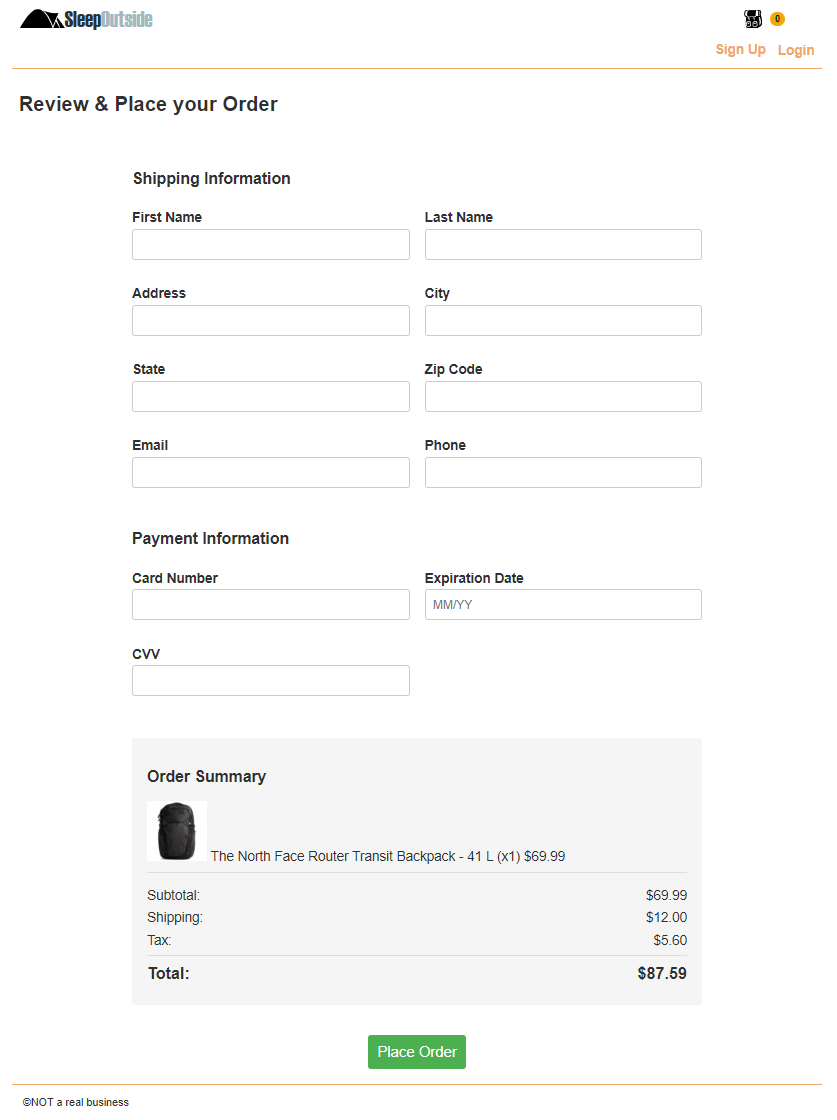 SleepOutside
0
Sign Up Login
Review & Place your Order
Shipping Information
First Name Last Name
Address City
State Zip Code
Email Phone
Payment Information
Card Number Expiration Date
MM/YY
CVV
Order Summary
The North Face Router Transit Backpack - 41 L (x1) $69.99
Subtotal: $69.99
Shipping: $12.00
Tax: $5.60
Total: $87.59
Place Order
©NOT a real business